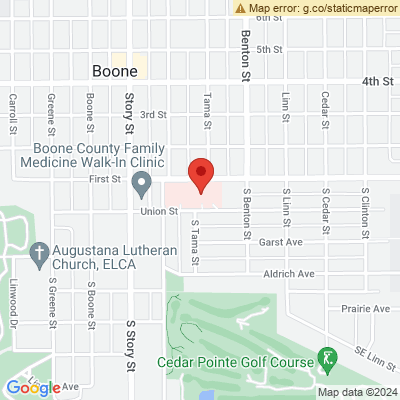 Map error: g.co/staticmaperror
6th St
5th St
Boone
4th St
3rd St
Carroll St
Greene St
Boone St
Story St
Tama St
Benton St
Linn St
Cedar St
Boone County Family
Medicine Walk-In Clinic
First St
Union St
S Tama St
S Benton St
S Linn St
S Cedar St
S Clinton St
Garst Ave
Augustana Lutheran
Church, ELCA
Aldrich Ave
Linwood Dr
S Greene St
S Boone St
S Story St
Prairie Ave
SE Linn St
Cedar Pointe Golf Course
Ave
Google
Map data ©2024